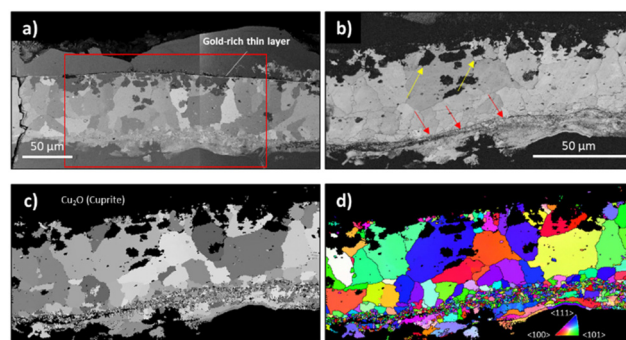 a)
Gold-rich thin layer
50 µm
b)
50 µm
c)
Cu₂O (Cuprite)
d)
<111>
<100>
<101>